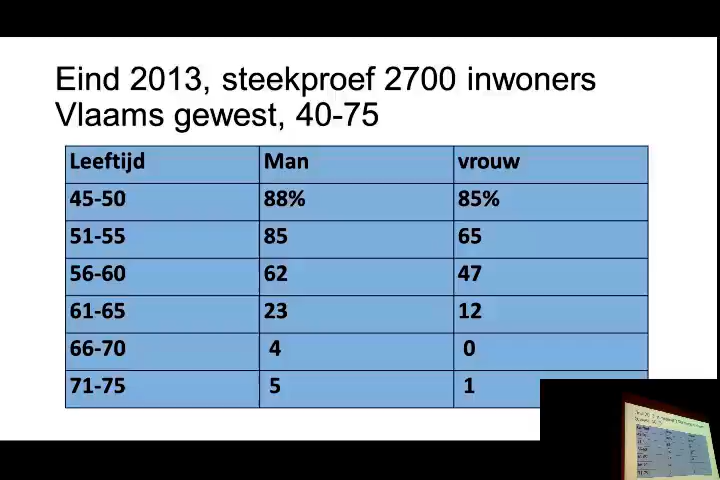 Eind 2013, steekproef 2700 inwoners
Vlaams gewest, 40-75
Leeftijd Man vrouw
45-50 88% 85%
51-55 85 65
56-60 62 47
61-65 23 12
66-70 4 0
71-75 5 1